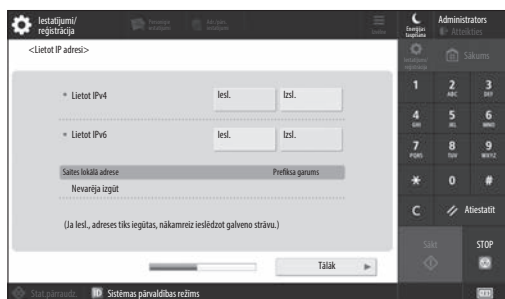 Iestatījumi/
reģistrācija
Enerģijas
taupīšana
Administrators
Atteikties
<Lietot IP adresi>
Sākums
Lietot IPv4
Iesl.
Izsl.
Lietot IPv6
Iesl.
Izsl.
Saites lokālā adrese
Prefiksa garums
Nevarēja izgūt
(Ja Iesl., adreses tiks iegūtas, nākamreiz ieslēdzot galveno strāvu.)
Tālāk
1
2 ABC
3 DEF
4 GHI
5 JKL
6 MNO
7 PQRS
8 TUV
9 WXYZ
*
0
#
C
Atiestatīt
Sākt
STOP
Stat.pārraudz.
ID
Sistēmas pārvaldības režīms